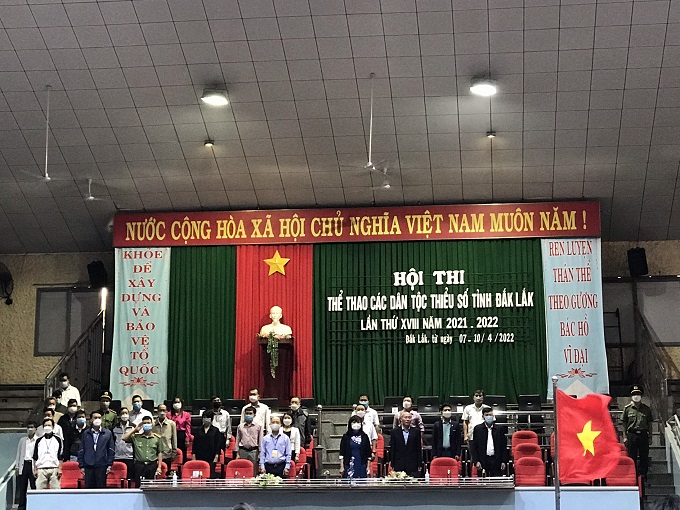 NƯỚC CỘNG HÒA XÃ HỘI CHỦ NGHĨA VIỆT NAM MUÔN NĂM !
KHỎE ĐỂ
XÂY
DỰNG
VÀ
BẢO
VỆ TỔ
QUỐC
HỘI THI
THỂ THAO CÁC DÂN TỘC THIỂU SỐ TỈNH ĐẮK LẮK
LẦN THỨ XVIII NĂM 2021 - 2022
Đắk Lắk, từ ngày 07-10/4/2022
RÈN LUYỆN
THÂN THỂ
THEO GƯƠNG
BÁC HỒ
VĨ ĐẠI